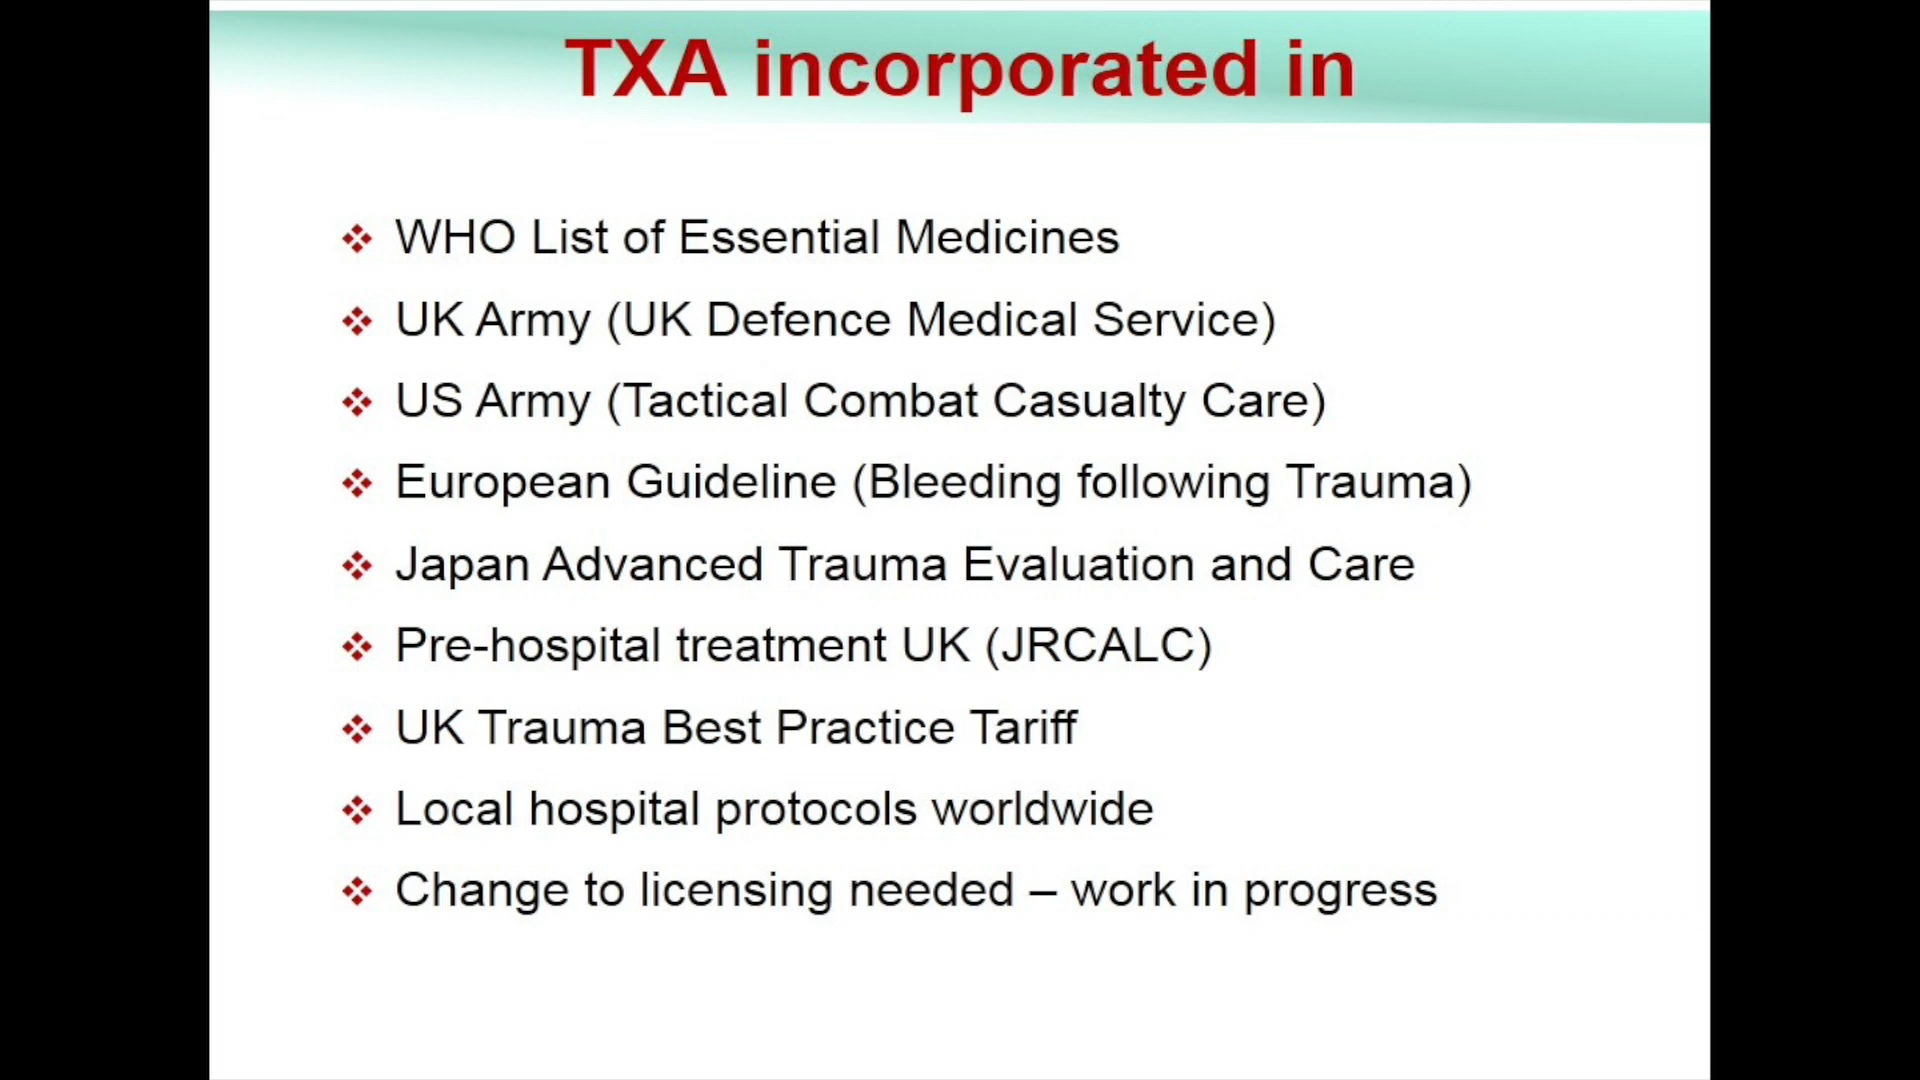 TXA incorporated in
WHO List of Essential Medicines
UK Army (UK Defence Medical Service)
US Army (Tactical Combat Casualty Care)
European Guideline (Bleeding following Trauma)
Japan Advanced Trauma Evaluation and Care
Pre-hospital treatment UK (JRCALC)
UK Trauma Best Practice Tariff
Local hospital protocols worldwide
Change to licensing needed – work in progress